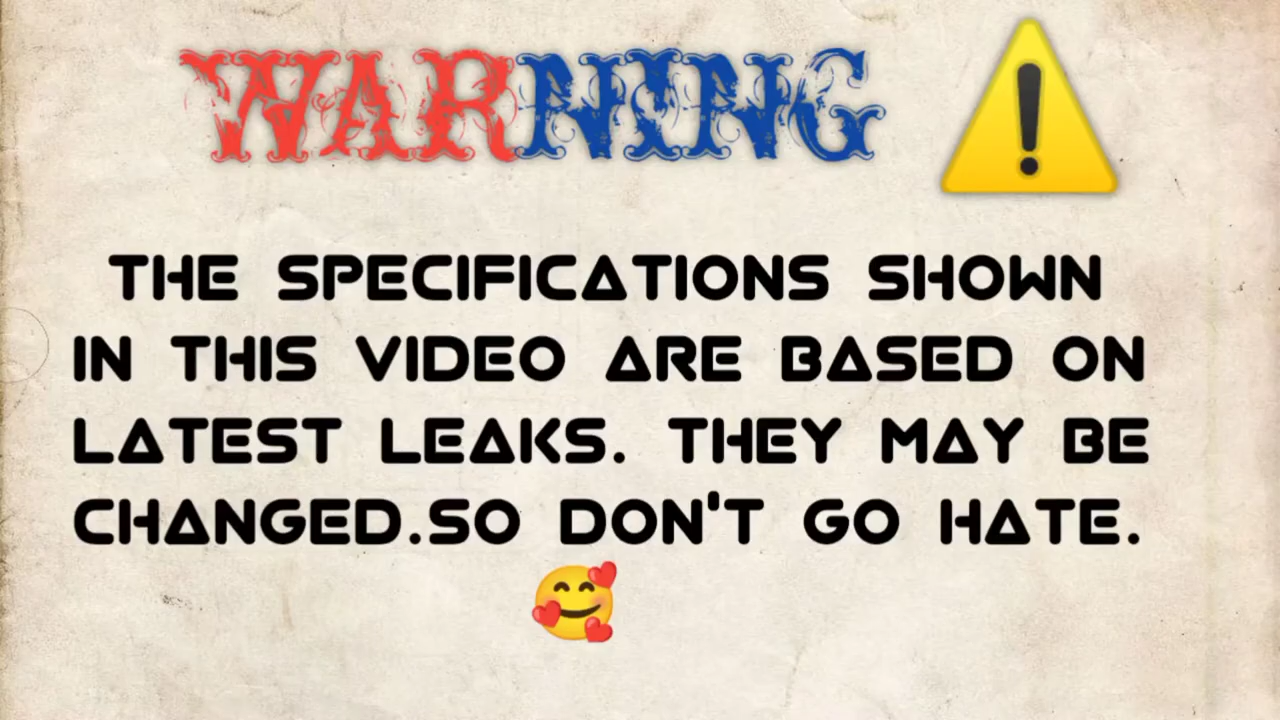 WARNING ⚠️
THE SPECIFICATIONS SHOWN
IN THIS VIDEO ARE BASED ON
LATEST LEAKS. THEY MAY BE
CHANGED.SO DON'T GO HATE.
🥰